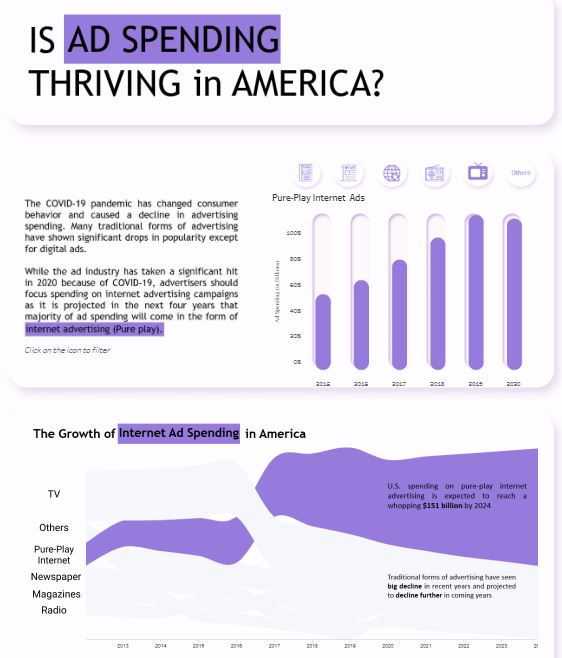 IS AD SPENDING
THRIVING in AMERICA?
NEWS
Others
Pure-Play Internet Ads
The COVID-19 pandemic has changed consumer
behavior and caused a decline in advertising
spending. Many traditional forms of advertising
have shown significant drops in popularity except
for digital ads.
While the ad industry has taken a significant hit
in 2020 because of COVID-19, advertisers should
focus spending on internet advertising campaigns
as it is projected in the next four years that
majority of ad spending will come in the form of
internet advertising (Pure play).
Click on the icon to filter
Ad Spending (in Billions)
100$
80$
60$
40$
20$
0$
2015 2016 2017 2018 2019 2020
The Growth of Internet Ad Spending in America
TV
Others
Pure-Play
Internet
Newspaper
Magazines
Radio
U.S. spending on pure-play internet
advertising is expected to reach a
whopping $151 billion by 2024
Traditional forms of advertising have seen
big decline in recent years and projected
to decline further in coming years
2013 2014 2015 2016 2017 2018 2019 2020 2021 2022 2023